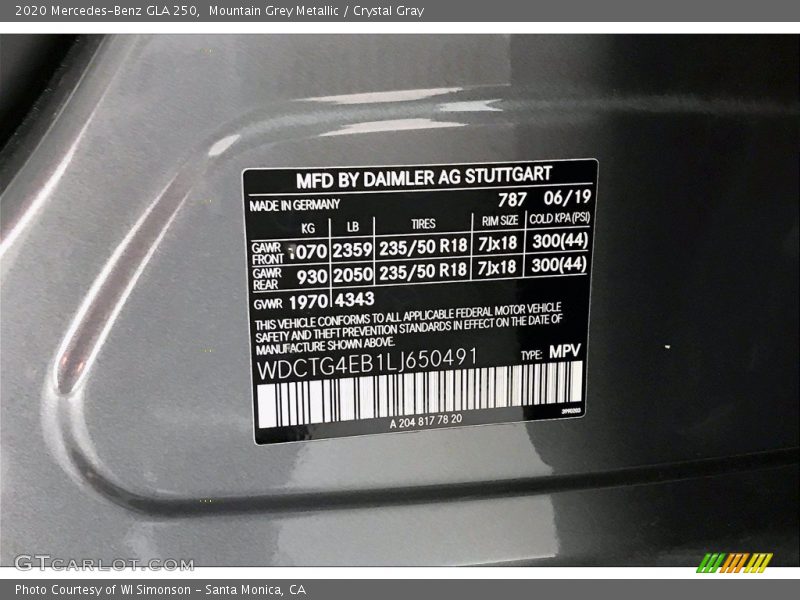 2020 Mercedes-Benz GLA 250,  Mountain Grey Metallic / Crystal Gray
MFD BY DAIMLER AG STUTTGART
MADE IN GERMANY 787 06/19
KG LB TIRES RIM SIZE COLD KPA (PSI)
GAWR FRONT 1070 2359 235/50 R18 7Jx18 300(44)
GAWR REAR 930 2050 235/50 R18 7Jx18 300(44)
GVWR 1970 4343
THIS VEHICLE CONFORMS TO ALL APPLICABLE FEDERAL MOTOR VEHICLE
SAFETY AND THEFT PREVENTION STANDARDS IN EFFECT ON THE DATE OF
MANUFACTURE SHOWN ABOVE.
WDCTG4EB1LJ650491 TYPE: MPV
A 204 817 78 20
GTCARLOT.COM
Photo Courtesy of WI Simonson - Santa Monica, CA